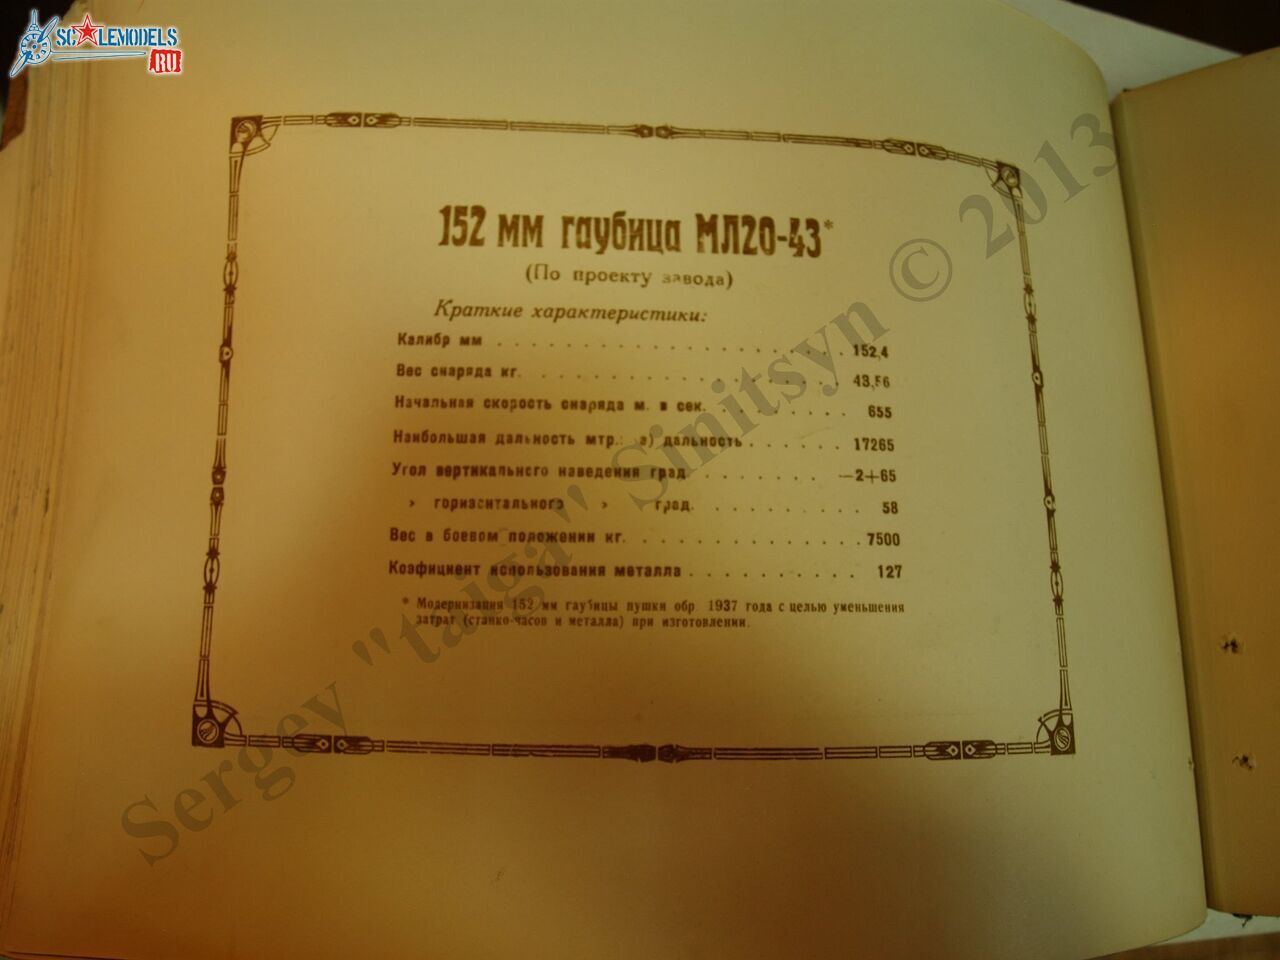 SCALEMODELS
RU
152 мм гаубица МЛ20-43*
(По проекту завода)
Краткие характеристики:
Калибр мм . . . . . . . . . . . . . . . . . . . . . 152,4
Вес снаряда кг. . . . . . . . . . . . . . . . . . . 43,56
Начальная скорость снаряда м. в сек. . . . . . . . . 655
Наибольшая дальность мтр.: а) дальность . . . . . . 17265
Угол вертикального наведения град. . . . . . . . —2+65
› горизонтального › град. . . . . . . . . . 58
Вес в боевом положении кг. . . . . . . . . . . . . . 7500
Коэфициент использования металла . . . . . . . . . . 127
* Модернизация 152 мм гаубицы пушки обр. 1937 года с целью уменьшения
затрат (станко-часов и металла) при изготовлении.
Sergey "taiga" Sinitsyn © 2013